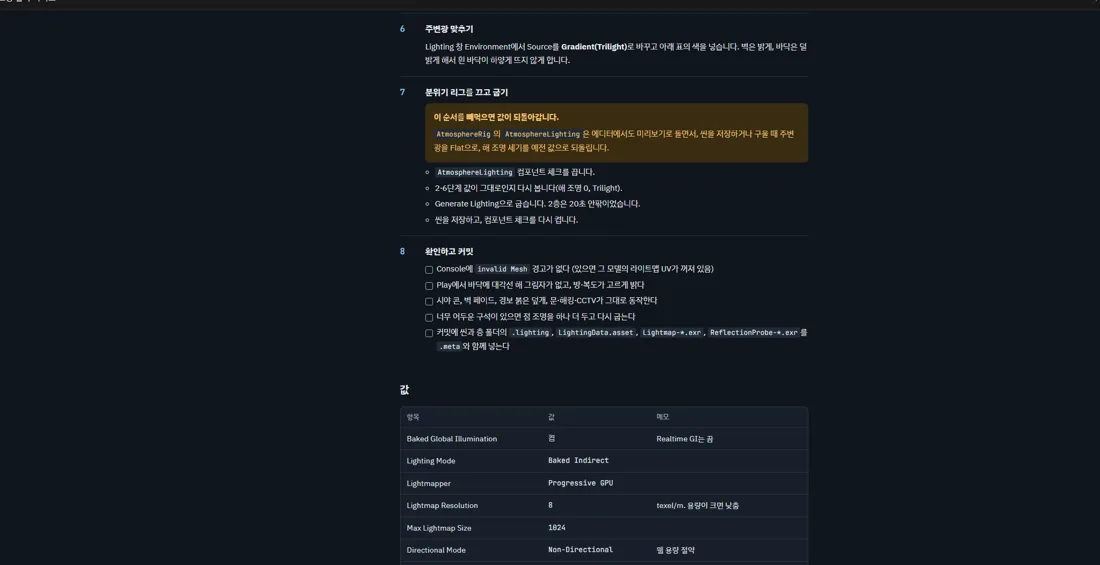 6 주변광 맞추기
Lighting 창 Environment에서 Source를 Gradient(Trilight)로 바꾸고 아래 표의 색을 넣습니다. 벽은 밝게, 바닥은 덜
밝게 해서 흰 바닥이 하얗게 뜨지 않게 합니다.
7 분위기 리그를 끄고 굽기
이 순서를 빼먹으면 값이 되돌아갑니다.
AtmosphereRig 의 AtmosphereLighting 은 에디터에서도 미리보기로 돌면서, 씬을 저장하거나 구울 때 주변
광을 Flat으로, 해 조명 세기를 예전 값으로 되돌립니다.
AtmosphereLighting 컴포넌트 체크를 끕니다.
2-6단계 값이 그대로인지 다시 봅니다(해 조명 0, Trilight).
Generate Lighting으로 굽습니다. 2층은 20초 안팎이었습니다.
씬을 저장하고, 컴포넌트 체크를 다시 켭니다.
8 확인하고 커밋
Console에 invalid Mesh 경고가 없다 (있으면 그 모델의 라이트맵 UV가 꺼져 있음)
Play에서 바닥에 대각선 해 그림자가 없고, 방·복도가 고르게 밝다
시야 콘, 벽 페이드, 경보 붉은 덮개, 문·해킹·CCTV가 그대로 동작한다
너무 어두운 구석이 있으면 점 조명을 하나 더 두고 다시 굽는다
커밋에 씬과 층 폴더의 .lighting, LightingData.asset, Lightmap-*.exr, ReflectionProbe-*.exr 를
.meta 와 함께 넣는다
값
항목 값 메모
Baked Global Illumination 켬 Realtime GI는 끔
Lighting Mode Baked Indirect
Lightmapper Progressive GPU
Lightmap Resolution 8 texel/m. 용량이 크면 낮춤
Max Lightmap Size 1024
Directional Mode Non-Directional 맵 용량 절약